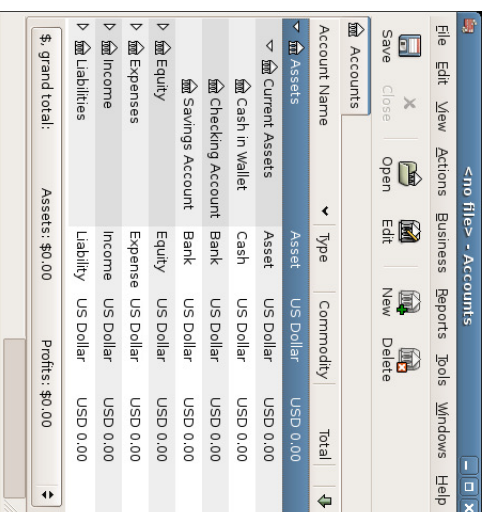 <no file> - Accounts
File Edit View Actions Business Reports Tools Windows Help
Save Close Open Edit New Delete
Accounts
Account Name Type Commodity Total
Assets Asset US Dollar USD 0.00
Current Assets Asset US Dollar USD 0.00
Cash in Wallet Cash US Dollar USD 0.00
Checking Account Bank US Dollar USD 0.00
Savings Account Bank US Dollar USD 0.00
Equity Equity US Dollar USD 0.00
Expenses Expense US Dollar USD 0.00
Income Income US Dollar USD 0.00
Liabilities Liability US Dollar USD 0.00
$, grand total: Assets: $0.00 Profits: $0.00